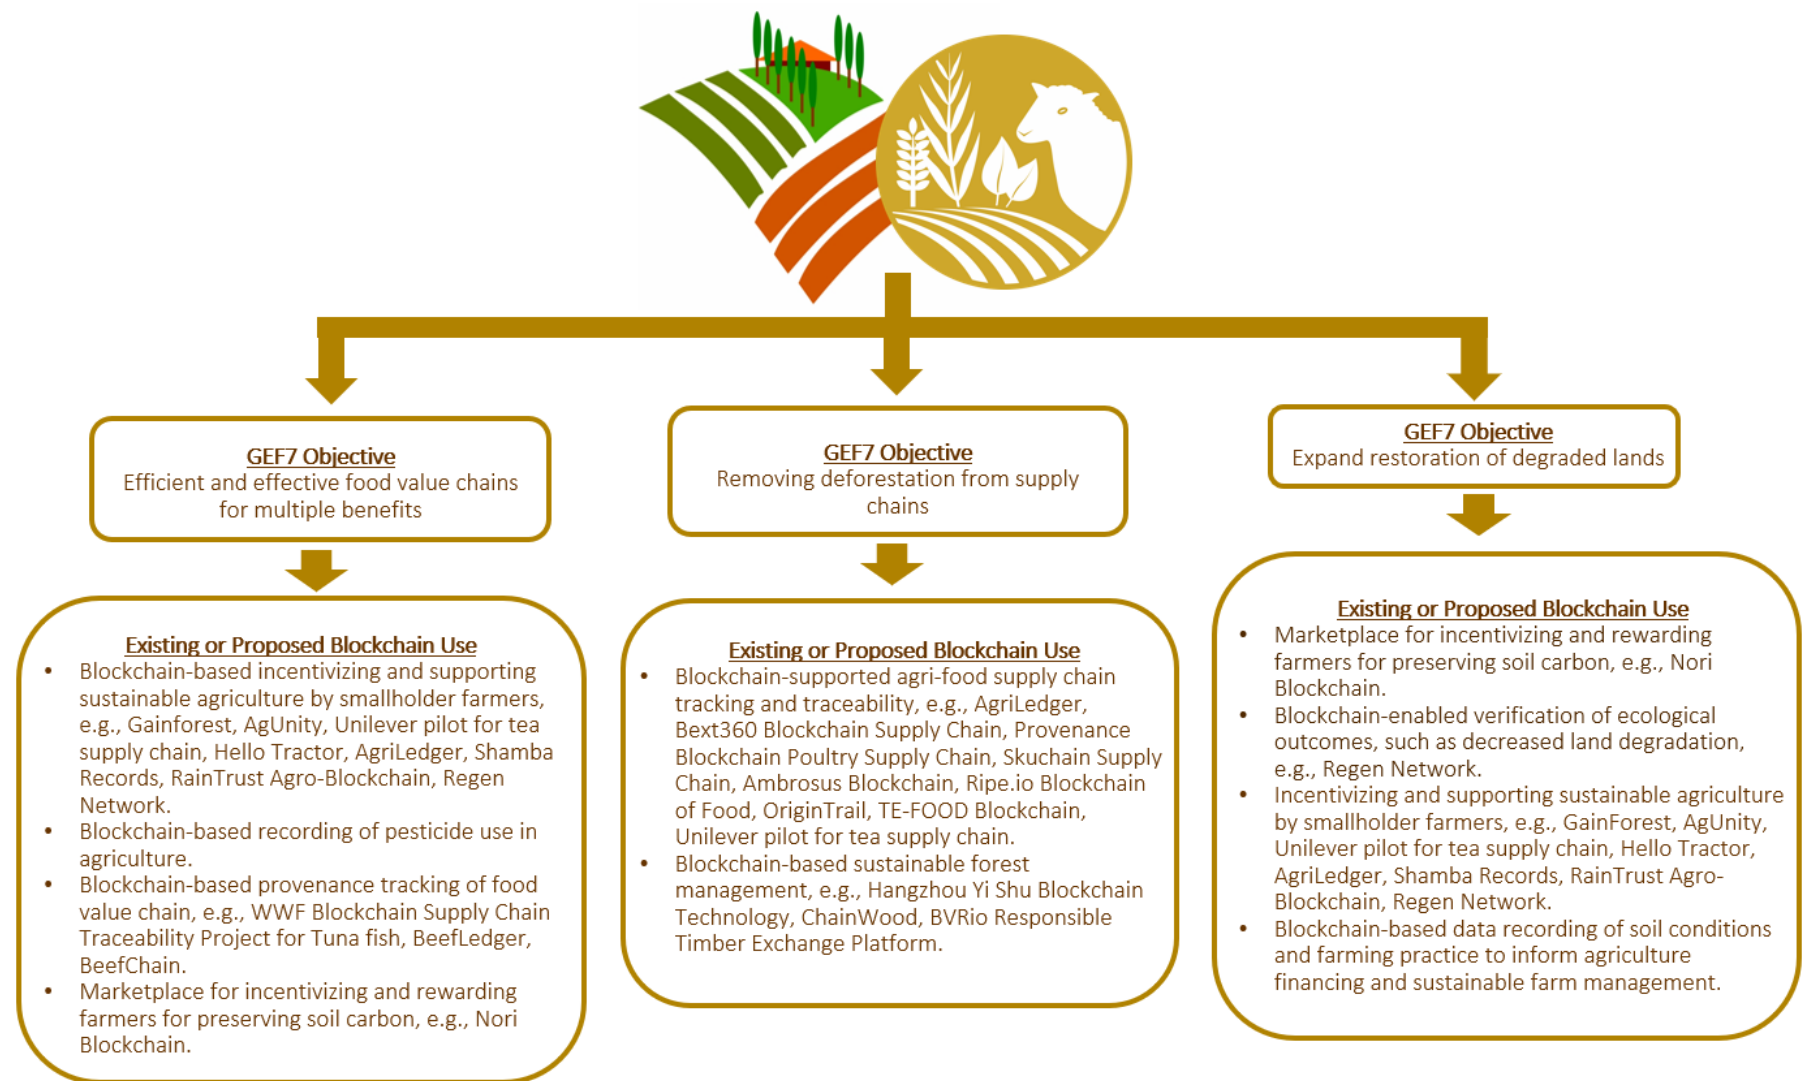 GEF7 Objective
Efficient and effective food value chains
for multiple benefits
GEF7 Objective
Removing deforestation from supply
chains
GEF7 Objective
Expand restoration of degraded lands
Existing or Proposed Blockchain Use
• Blockchain-based incentivizing and supporting
sustainable agriculture by smallholder farmers,
e.g., Gainforest, AgUnity, Unilever pilot for tea
supply chain, Hello Tractor, AgriLedger, Shamba
Records, RainTrust Agro-Blockchain, Regen
Network.
• Blockchain-based recording of pesticide use in
agriculture.
• Blockchain-based provenance tracking of food
value chain, e.g., WWF Blockchain Supply Chain
Traceability Project for Tuna fish, BeefLedger,
BeefChain.
• Marketplace for incentivizing and rewarding
farmers for preserving soil carbon, e.g., Nori
Blockchain.
Existing or Proposed Blockchain Use
• Blockchain-supported agri-food supply chain
tracking and traceability, e.g., AgriLedger,
Bext360 Blockchain Supply Chain, Provenance
Blockchain Poultry Supply Chain, Skuchain Supply
Chain, Ambrosus Blockchain, Ripe.io Blockchain
of Food, OriginTrail, TE-FOOD Blockchain,
Unilever pilot for tea supply chain.
• Blockchain-based sustainable forest
management, e.g., Hangzhou Yi Shu Blockchain
Technology, ChainWood, BVRio Responsible
Timber Exchange Platform.
Existing or Proposed Blockchain Use
• Marketplace for incentivizing and rewarding
farmers for preserving soil carbon, e.g., Nori
Blockchain.
• Blockchain-enabled verification of ecological
outcomes, such as decreased land degradation,
e.g., Regen Network.
• Incentivizing and supporting sustainable agriculture
by smallholder farmers, e.g., GainForest, AgUnity,
Unilever pilot for tea supply chain, Hello Tractor,
AgriLedger, Shamba Records, RainTrust Agro-
Blockchain, Regen Network.
• Blockchain-based data recording of soil conditions
and farming practice to inform agriculture
financing and sustainable farm management.